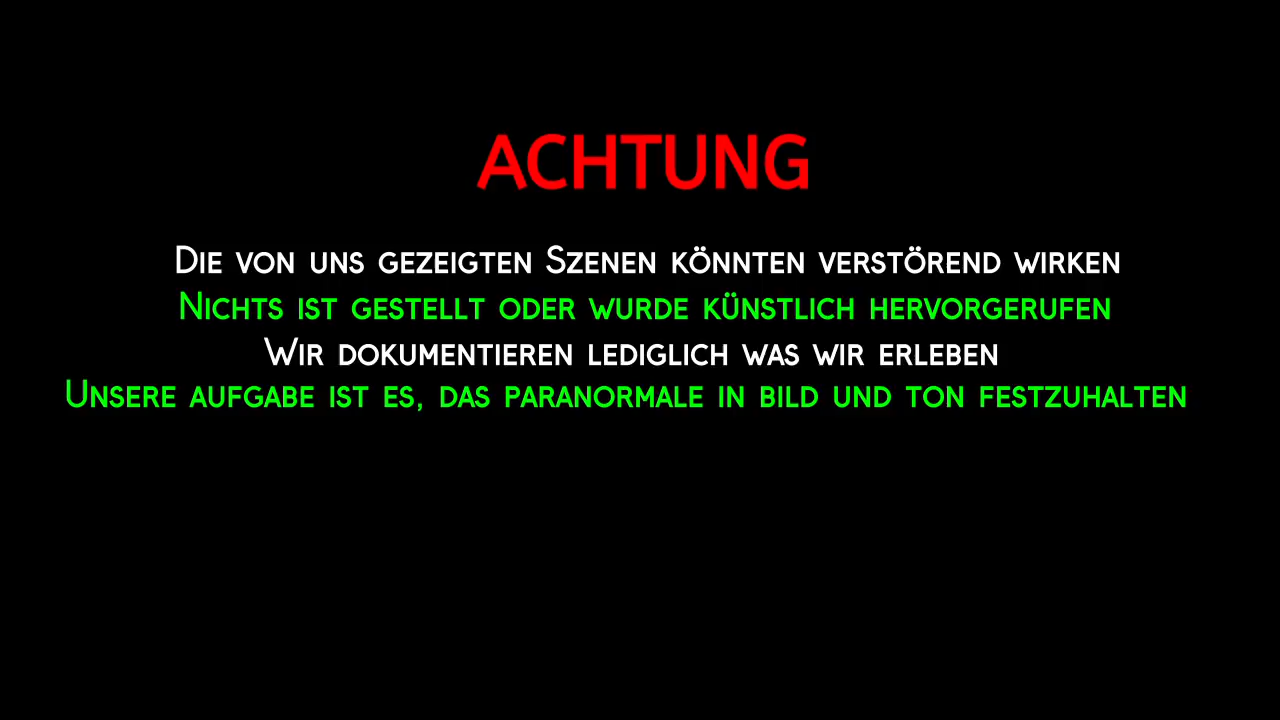 ACHTUNG
Die von uns gezeigten Szenen könnten verstörend wirken
Nichts ist gestellt oder wurde künstlich hervorgerufen
Wir dokumentieren lediglich was wir erleben
Unsere aufgabe ist es, das paranormale in bild und ton festzuhalten